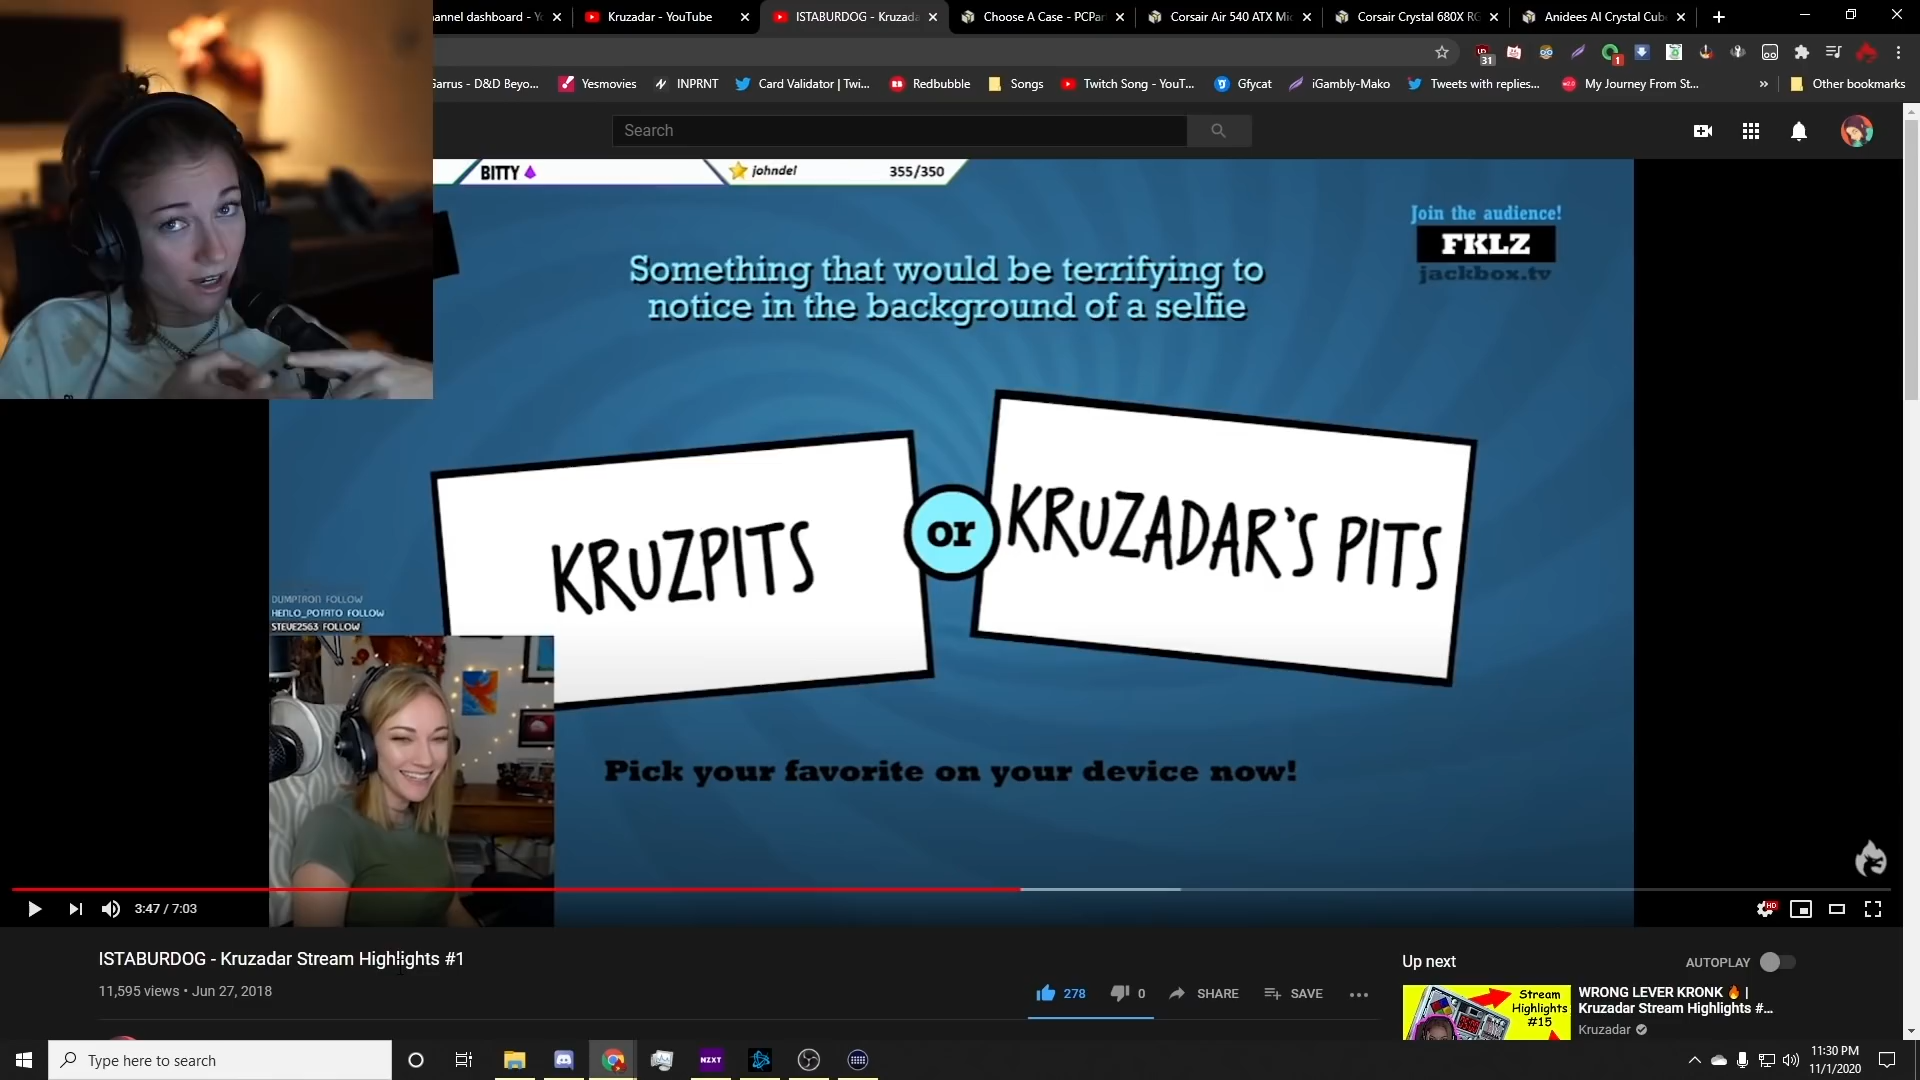 annel dashboard - Yo
Kruzadar - YouTube
ISTABURDOG - Kruzada
Choose A Case - PCPar
Corsair Air 540 ATX Mi
Corsair Crystal 680X RG
Anidees AI Crystal Cub
31
1
Garrus - D&D Beyo...
Yesmovies
INPRNT
Card Validator | Twi...
Redbubble
Songs
Twitch Song - YouT...
Gfycat
iGambly-Mako
Tweets with replies...
My Journey From St...
»
Other bookmarks
Search
BITTY
johndel
355/350
Join the audience!
FKLZ
jackbox.tv
Something that would be terrifying to
notice in the background of a selfie
KRUZPITS
or
KRUZADAR'S PITS
DUMPTRON FOLLOW
HENLO_POTATO FOLLOW
STEVE2563 FOLLOW
Pick your favorite on your device now!
3:47 / 7:03
HD
ISTABURDOG - Kruzadar Stream Highlights #1
11,595 views • Jun 27, 2018
278
0
SHARE
SAVE
Up next
AUTOPLAY
Stream
Highlights
#15
WRONG LEVER KRONK 🔥 |
Kruzadar Stream Highlights #...
Kruzadar
Type here to search
NZXT
11:30 PM
11/1/2020